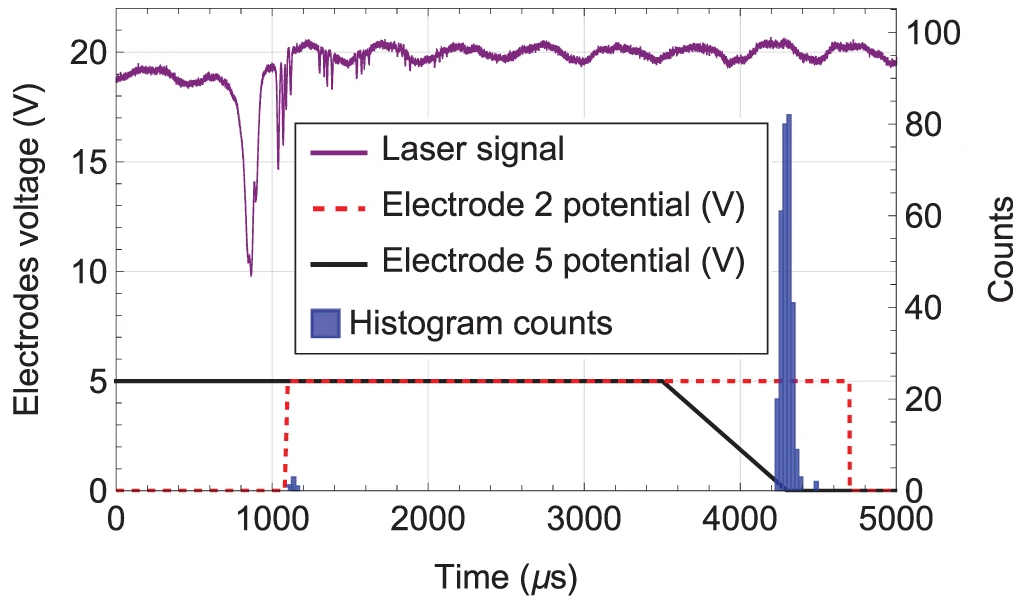 Electrodes voltage (V)
20
15
10
5
0
Laser signal
Electrode 2 potential (V)
Electrode 5 potential (V)
Histogram counts
100
80
60
40
20
0
Counts
0 1000 2000 3000 4000 5000
Time (μs)